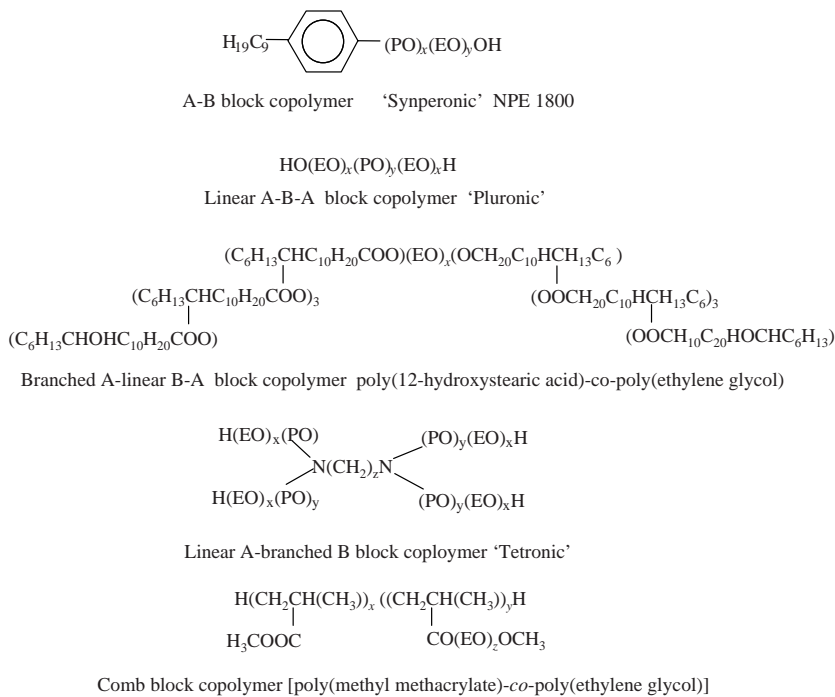 H₁₉C₉ (PO)ₓ(EO)ᵧOH
A-B block copolymer ‘Synperonic’ NPE 1800
HO(EO)ₓ(PO)ᵧ(EO)ₓH
Linear A-B-A block copolymer ‘Pluronic’
(C₆H₁₃CHC₁₀H₂₀COO)(EO)ₓ(OCH₂₀C₁₀HCH₁₃C₆ )
(C₆H₁₃CHC₁₀H₂₀COO)₃ (OOCH₂₀C₁₀HCH₁₃C₆)₃
(C₆H₁₃CHOHC₁₀H₂₀COO) (OOCH₁₀C₂₀HOCHC₆H₁₃)
Branched A-linear B-A block copolymer poly(12-hydroxystearic acid)-co-poly(ethylene glycol)
H(EO)ₓ(PO) (PO)ᵧ(EO)ₓH
N(CH₂)zN
H(EO)ₓ(PO)ᵧ (PO)ᵧ(EO)ₓH
Linear A-branched B block coploymer ‘Tetronic’
H(CH₂CH(CH₃))ₓ ((CH₂CH(CH₃))ᵧH
H₃COOC CO(EO)zOCH₃
Comb block copolymer [poly(methyl methacrylate)-co-poly(ethylene glycol)]